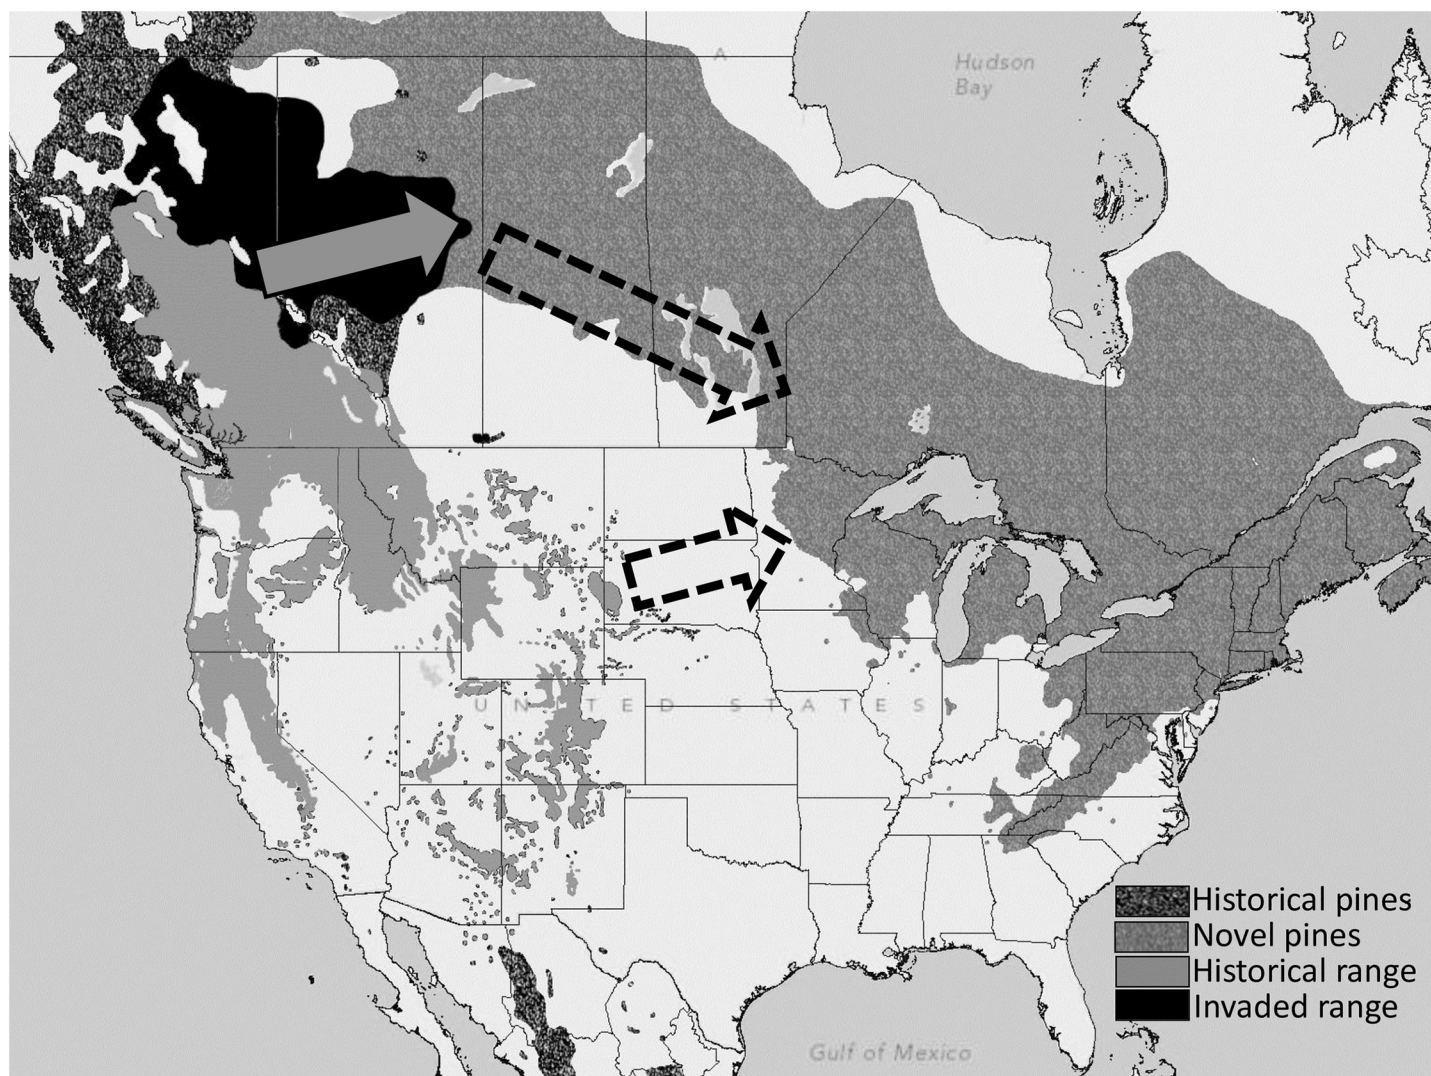 A
Hudson
Bay
UNITED STATES
Historical pines
Novel pines
Historical range
Invaded range
Gulf of Mexico